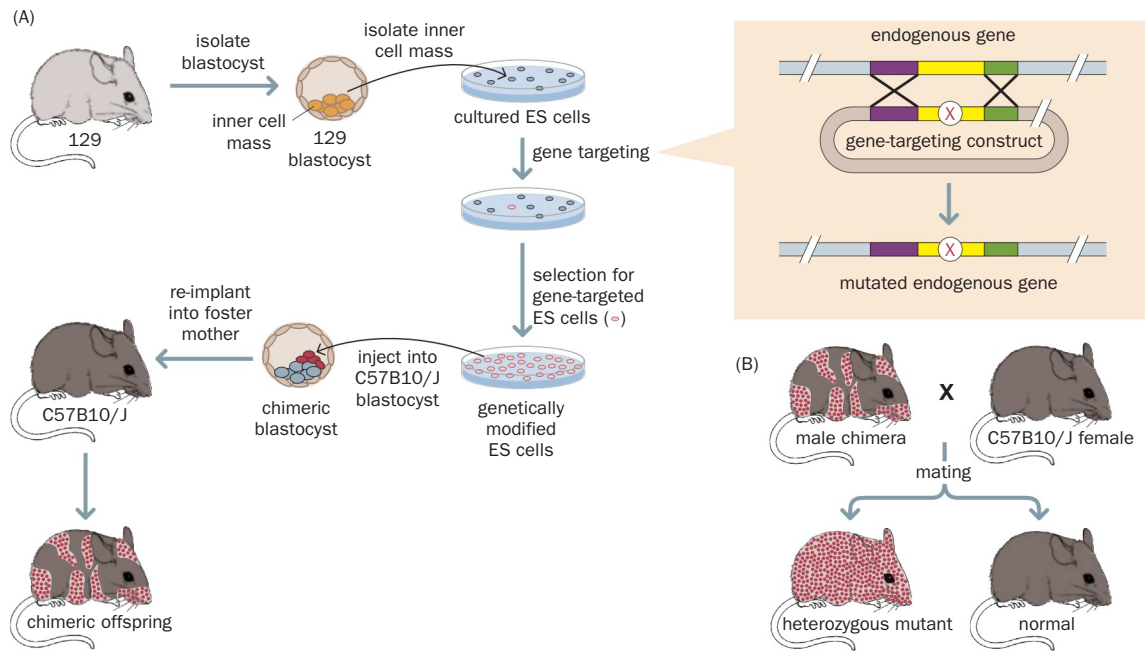 (A)
isolate
blastocyst
inner cell
mass
129
129
blastocyst
isolate inner
cell mass
cultured ES cells
gene targeting
endogenous gene
X
gene-targeting construct
X
mutated endogenous gene
selection for
gene-targeted
ES cells ( )
genetically
modified
ES cells
inject into
C57B10/J
blastocyst
chimeric
blastocyst
re-implant
into foster
mother
C57B10/J
chimeric offspring
(B)
male chimera
X
C57B10/J female
mating
heterozygous mutant
normal